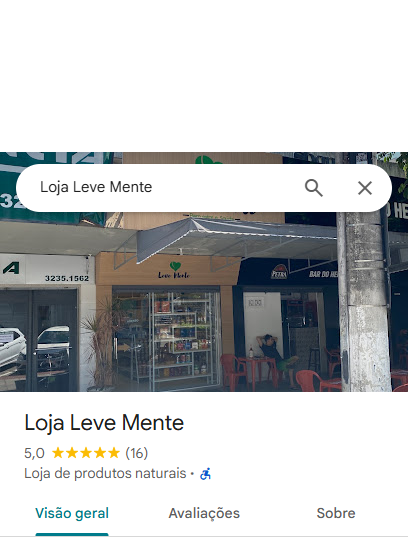 Loja Leve Mente
32
A
3235.1562
Leve Mente
PETRA
BAR DO HE
Loja Leve Mente
5,0 ★★★★★ (16)
Loja de produtos naturais ·
Visão geral
Avaliações
Sobre